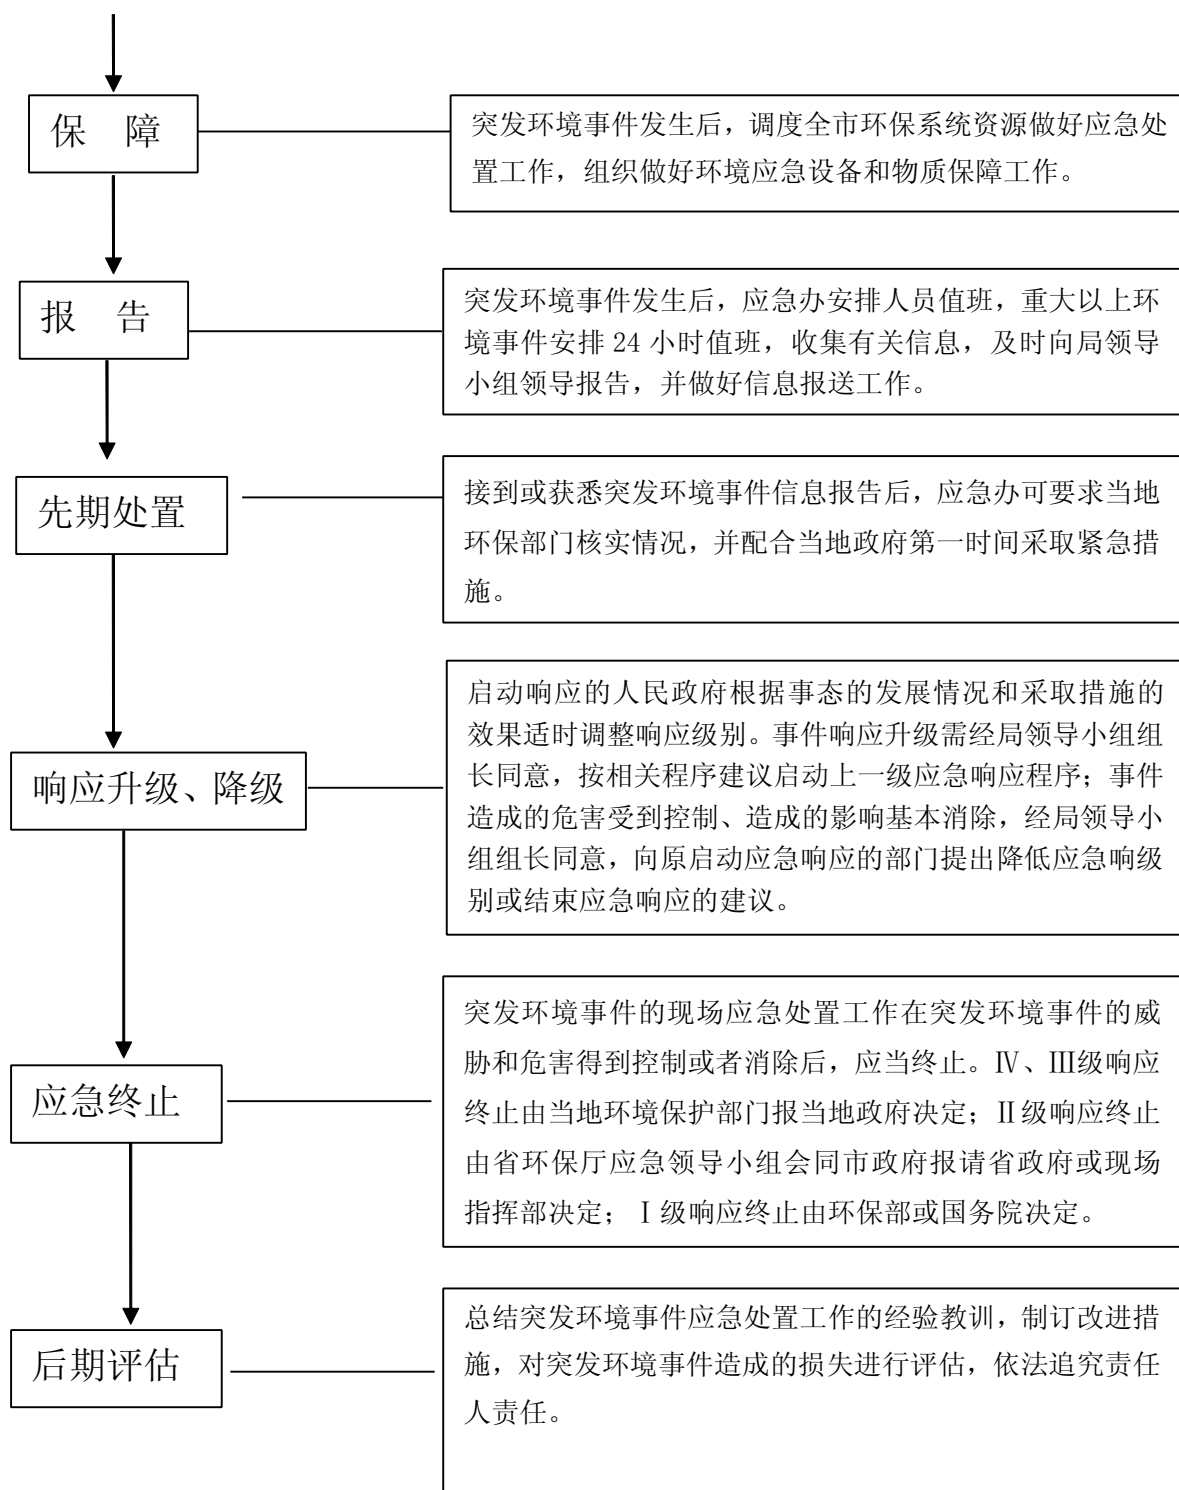 保　障
突发环境事件发生后，调度全市环保系统资源做好应急处
置工作，组织做好环境应急设备和物质保障工作。
报　告
突发环境事件发生后，应急办安排人员值班，重大以上环
境事件安排 24 小时值班，收集有关信息，及时向局领导
小组领导报告，并做好信息报送工作。
先期处置
接到或获悉突发环境事件信息报告后，应急办可要求当地
环保部门核实情况，并配合当地政府第一时间采取紧急措
施。
响应升级、降级
启动响应的人民政府根据事态的发展情况和采取措施的
效果适时调整响应级别。事件响应升级需经局领导小组组
长同意，按相关程序建议启动上一级应急响应程序；事件
造成的危害受到控制、造成的影响基本消除，经局领导小
组组长同意，向原启动应急响应的部门提出降低应急响级
别或结束应急响应的建议。
应急终止
突发环境事件的现场应急处置工作在突发环境事件的威
胁和危害得到控制或者消除后，应当终止。Ⅳ、Ⅲ级响应
终止由当地环境保护部门报当地政府决定；Ⅱ级响应终止
由省环保厅应急领导小组会同市政府报请省政府或现场
指挥部决定；Ⅰ级响应终止由环保部或国务院决定。
后期评估
总结突发环境事件应急处置工作的经验教训，制订改进措
施，对突发环境事件造成的损失进行评估，依法追究责任
人责任。